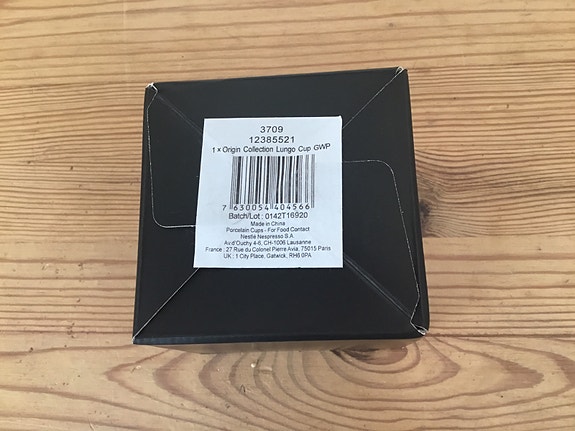 3709
12385521
1 × Origin Collection Lungo Cup GWP
7 630054 404566
Batch/Lot : 0142T16920
Made in China
Porcelain Cups - For Food Contact
Nestlé Nespresso S.A
Av d'Ouchy 4-6, CH-1006 Lausanne
France : 27 Rue du Colonel Pierre Avia, 75015 Paris
UK : 1 City Place, Gatwick, RH6 0PA